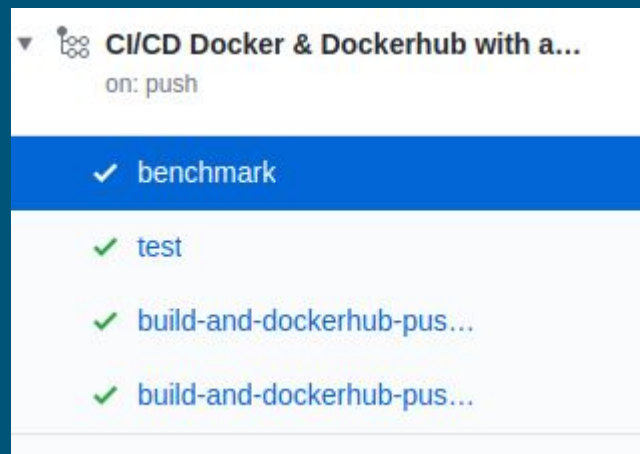 CI/CD Docker & Dockerhub with a...
on: push
benchmark
test
build-and-dockerhub-pus...
build-and-dockerhub-pus...